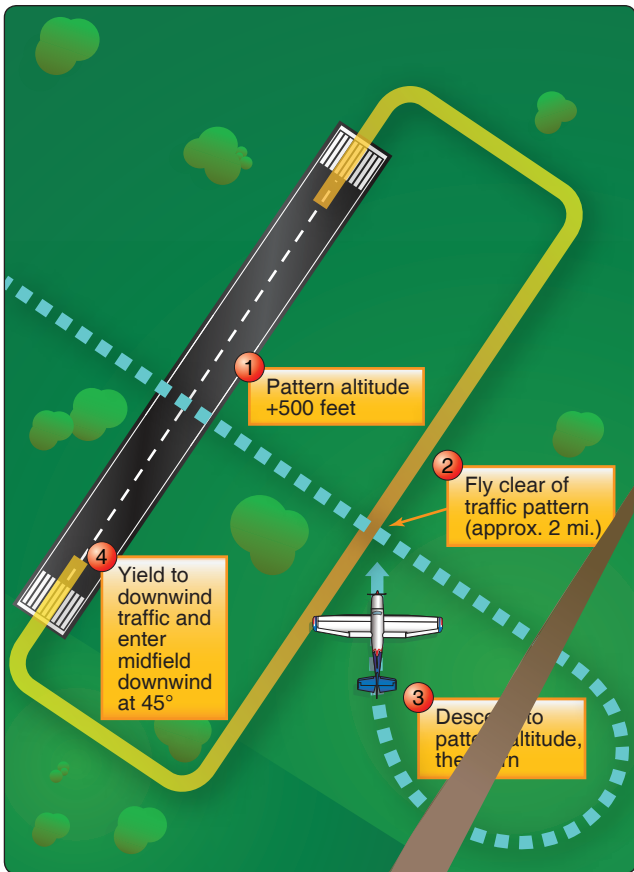 1
Pattern altitude
+500 feet
2
Fly clear of
traffic pattern
(approx. 2 mi.)
3
to
altitude,
4
Yield to
downwind
traffic and
enter
midfield
downwind
at 45°